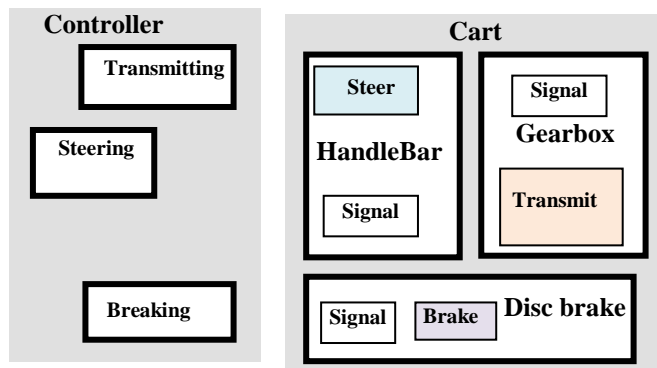 Controller
Transmitting
Steering
Breaking
Cart
Steer
HandleBar
Signal
Signal
Gearbox
Transmit
Signal
Brake
Disc brake